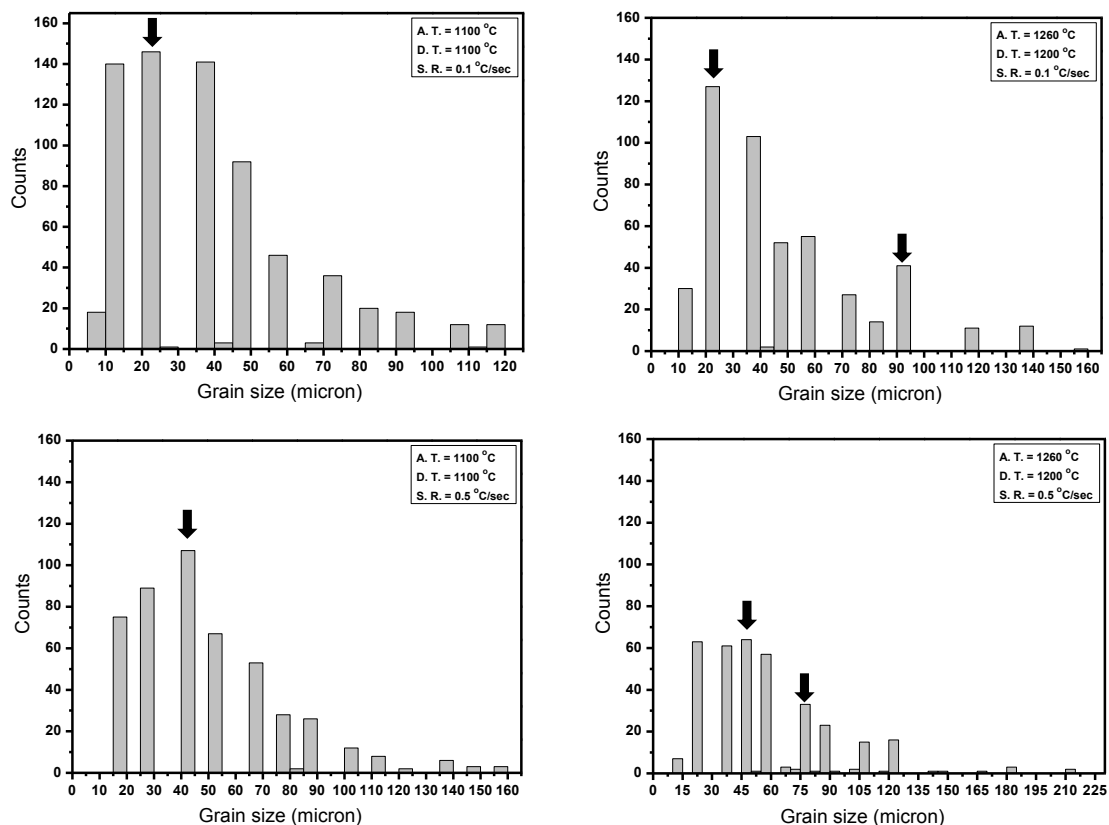 160
140
120
100
80
60
40
20
0
Counts
A. T. = 1100 °C
D. T. = 1100 °C
S. R. = 0.1 °C/sec
0 10 20 30 40 50 60 70 80 90 100 110 120
Grain size (micron)
160
140
120
100
80
60
40
20
0
Counts
A. T. = 1260 °C
D. T. = 1200 °C
S. R. = 0.1 °C/sec
0 10 20 30 40 50 60 70 80 90 100 110 120 130 140 150 160
Grain size (micron)
160
140
120
100
80
60
40
20
0
Counts
A. T. = 1100 °C
D. T. = 1100 °C
S. R. = 0.5 °C/sec
0 10 20 30 40 50 60 70 80 90 100 110 120 130 140 150 160
Grain size (micron)
160
140
120
100
80
60
40
20
0
Counts
A. T. = 1260 °C
D. T. = 1200 °C
S. R. = 0.5 °C/sec
0 15 30 45 60 75 90 105 120 135 150 165 180 195 210 225
Grain size (micron)